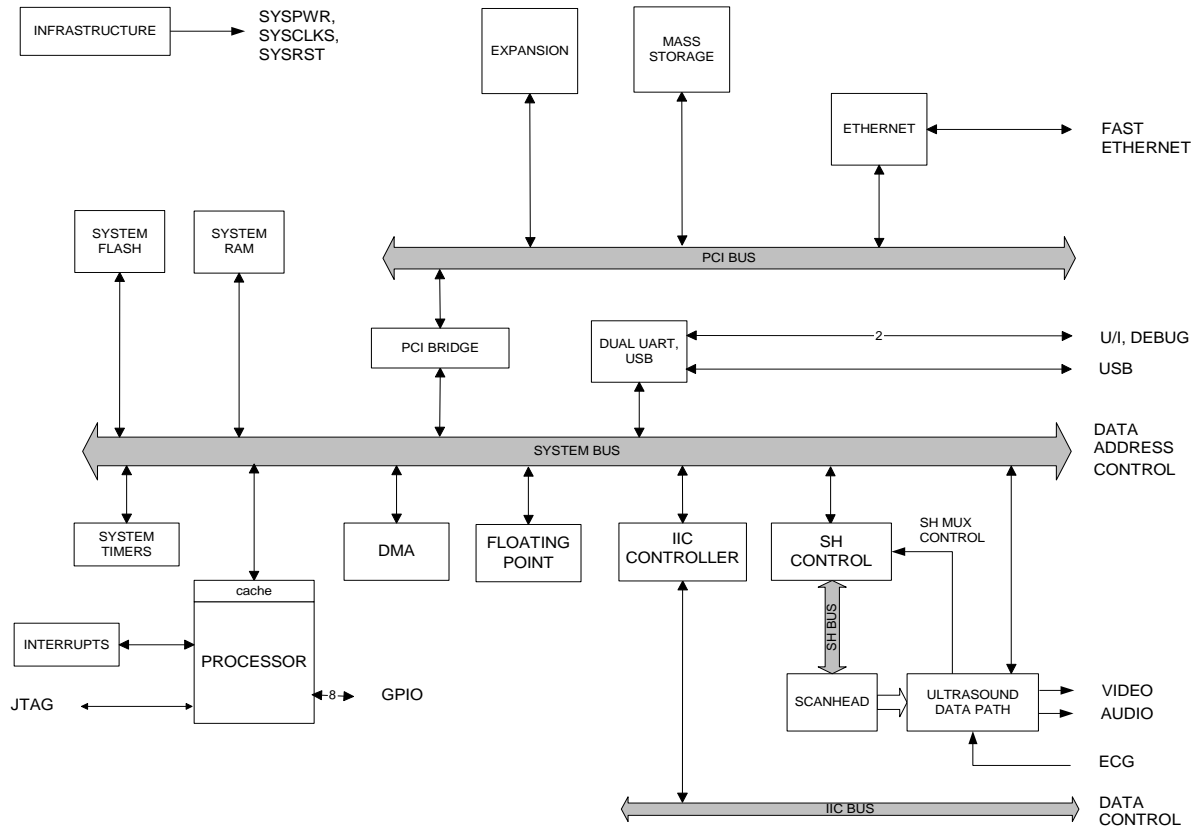 INFRASTRUCTURE
SYSPWR,
SYSCLKS,
SYSRST
EXPANSION
MASS
STORAGE
ETHERNET
FAST
ETHERNET
SYSTEM
FLASH
SYSTEM
RAM
PCI BUS
PCI BRIDGE
DUAL UART,
USB
2
U/I, DEBUG
USB
SYSTEM BUS
DATA
ADDRESS
CONTROL
SYSTEM
TIMERS
DMA
FLOATING
POINT
IIC
CONTROLLER
SH
CONTROL
SH MUX
CONTROL
cache
PROCESSOR
INTERRUPTS
JTAG
8
GPIO
SH BUS
SCANHEAD
ULTRASOUND
DATA PATH
VIDEO
AUDIO
ECG
IIC BUS
DATA
CONTROL